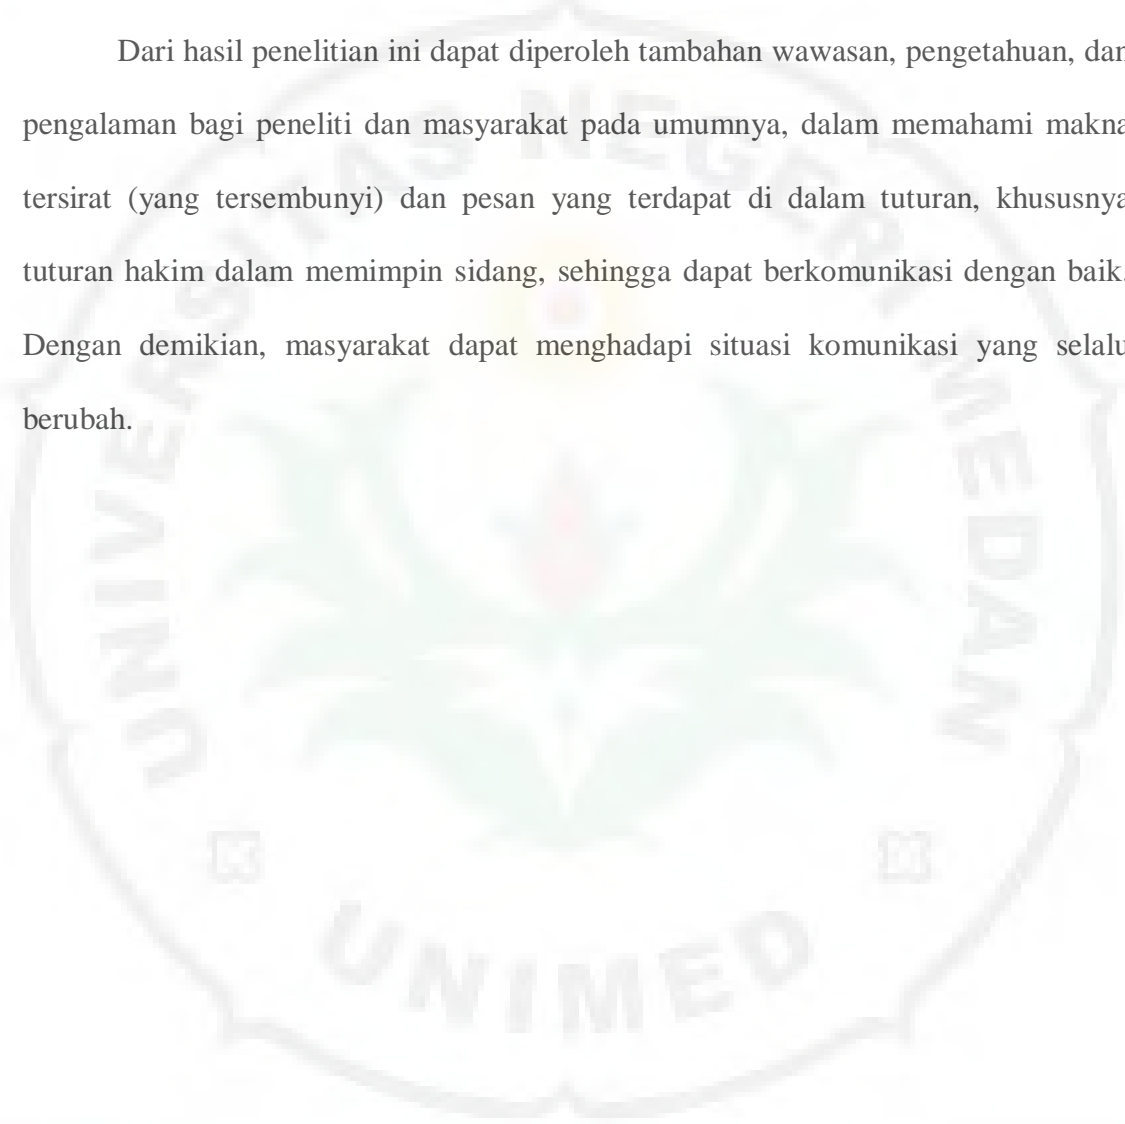 Dari hasil penelitian ini dapat diperoleh tambahan wawasan, pengetahuan, dan
pengalaman bagi peneliti dan masyarakat pada umumnya, dalam memahami makna
tersirat (yang tersembunyi) dan pesan yang terdapat di dalam tuturan, khususnya
tuturan hakim dalam memimpin sidang, sehingga dapat berkomunikasi dengan baik.
Dengan demikian, masyarakat dapat menghadapi situasi komunikasi yang selalu
berubah.
UNIVERSITAS NEGERI MEDAN
UNIMED